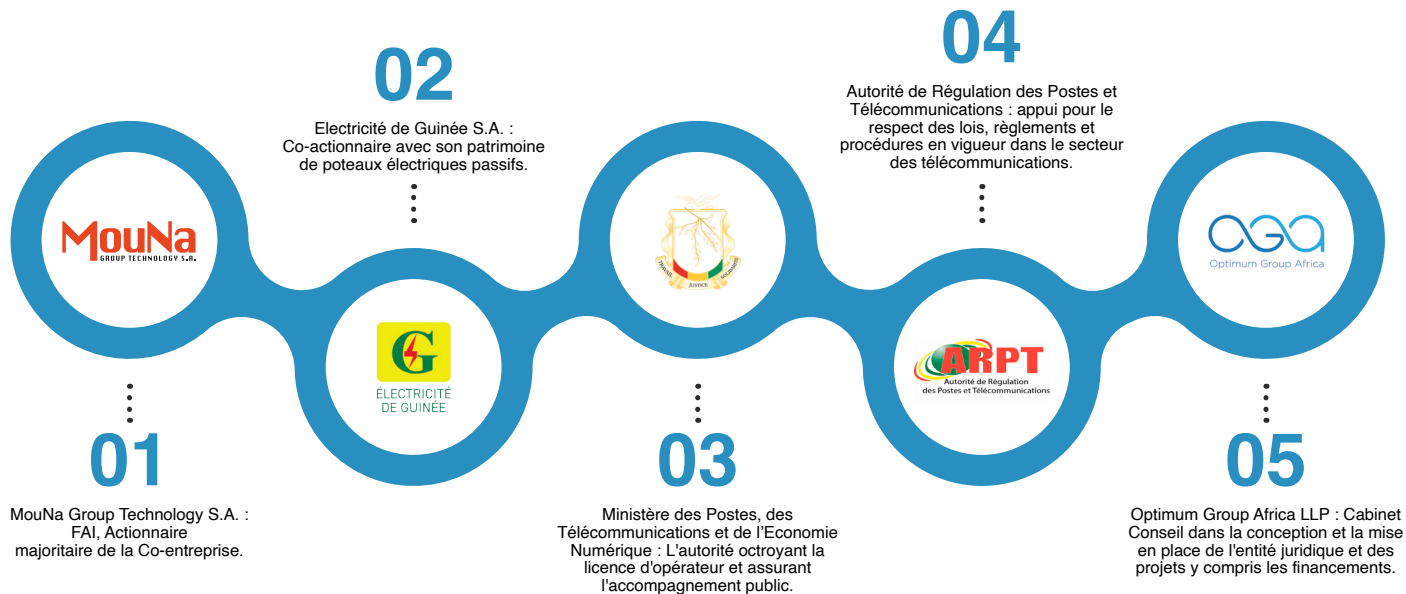 MouNa
GROUP TECHNOLOGY S.A.
01
MouNa Group Technology S.A. :
FAI, Actionnaire
majoritaire de la Co-entreprise.
02
Electricité de Guinée S.A. :
Co-actionnaire avec son patrimoine
de poteaux électriques passifs.
G
ÉLECTRICITÉ
DE GUINÉE
TRAVAIL
JUSTICE
SOLIDARITÉ
03
Ministère des Postes, des
Télécommunications et de l'Economie
Numérique : L'autorité octroyant la
licence d'opérateur et assurant
l'accompagnement public.
04
Autorité de Régulation des Postes et
Télécommunications : appui pour le
respect des lois, règlements et
procédures en vigueur dans le secteur
des télécommunications.
ARPT
Autorité de Régulation
des Postes et Télécommunications
OGA
Optimum Group Africa
05
Optimum Group Africa LLP : Cabinet
Conseil dans la conception et la mise
en place de l'entité juridique et des
projets y compris les financements.